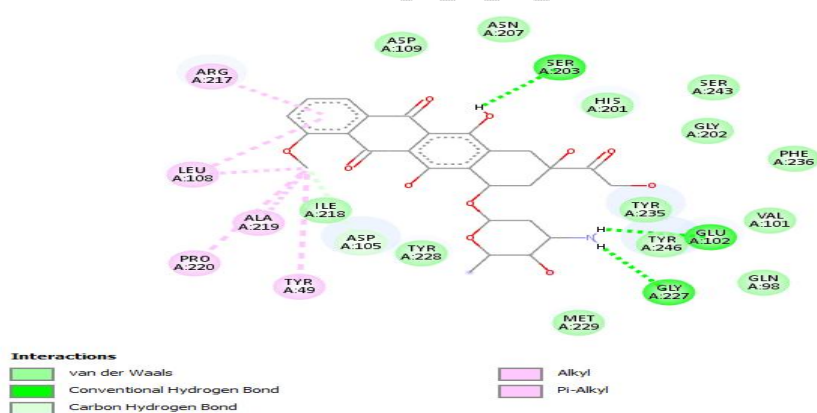 ASN
A:207
ASP
A:109
SER
A:203
ARG
A:217
SER
A:243
H
HIS
A:201
GLY
A:202
PHE
A:236
LEU
A:108
ILE
A:218
TYR
A:235
ALA
A:219
VAL
A:101
ASP
A:105
TYR
A:228
H
N
H
TYR
A:246
GLU
A:102
PRO
A:220
TYR
A:49
GLN
A:98
GLY
A:227
MET
A:229
Interactions
van der Waals
Conventional Hydrogen Bond
Carbon Hydrogen Bond
Alkyl
Pi-Alkyl